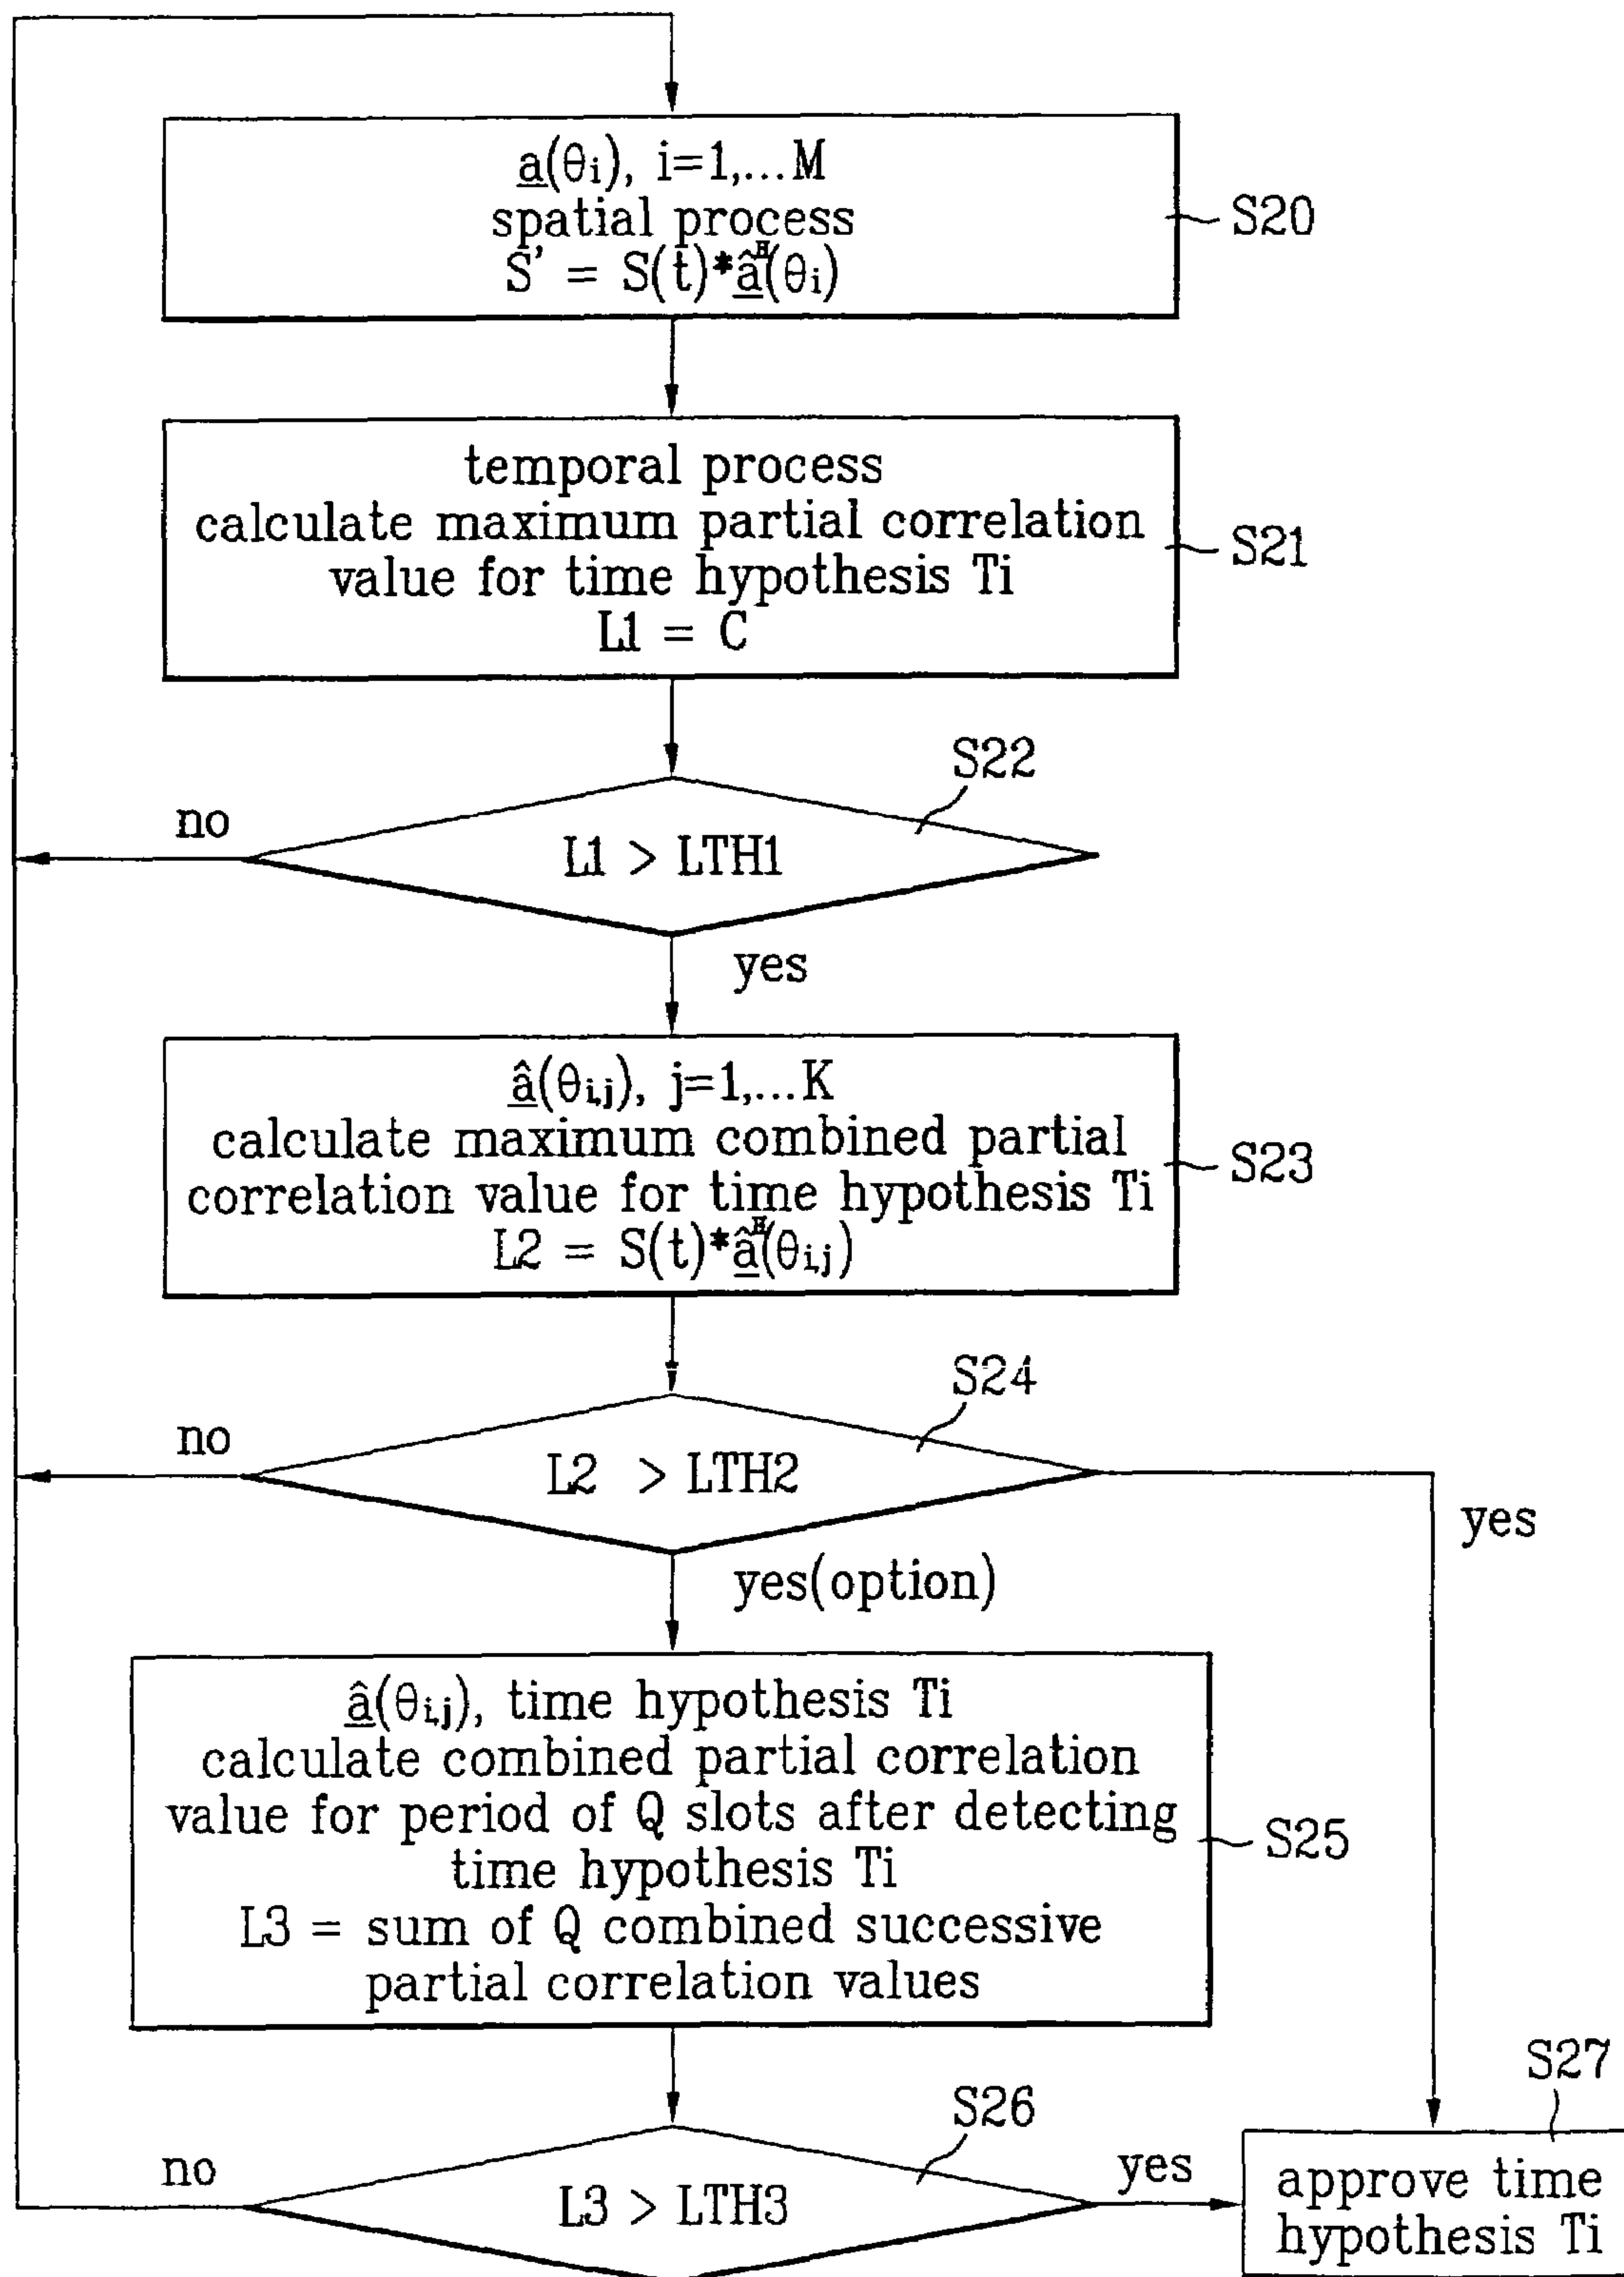 a(θi), i=1,...M
spatial process
S' = S(t)*â^H(θi)
S20
temporal process
calculate maximum partial correlation
value for time hypothesis Ti
L1 = C
S21
S22
no
L1 > LTH1
yes
â(θi,j), j=1,...K
calculate maximum combined partial
correlation value for time hypothesis Ti
L2 = S(t)*â^H(θi,j)
S23
S24
no
L2 > LTH2
yes
yes(option)
â(θi,j), time hypothesis Ti
calculate combined partial correlation
value for period of Q slots after detecting
time hypothesis Ti
L3 = sum of Q combined successive
partial correlation values
S25
S26
S27
no
L3 > LTH3
yes
approve time
hypothesis Ti